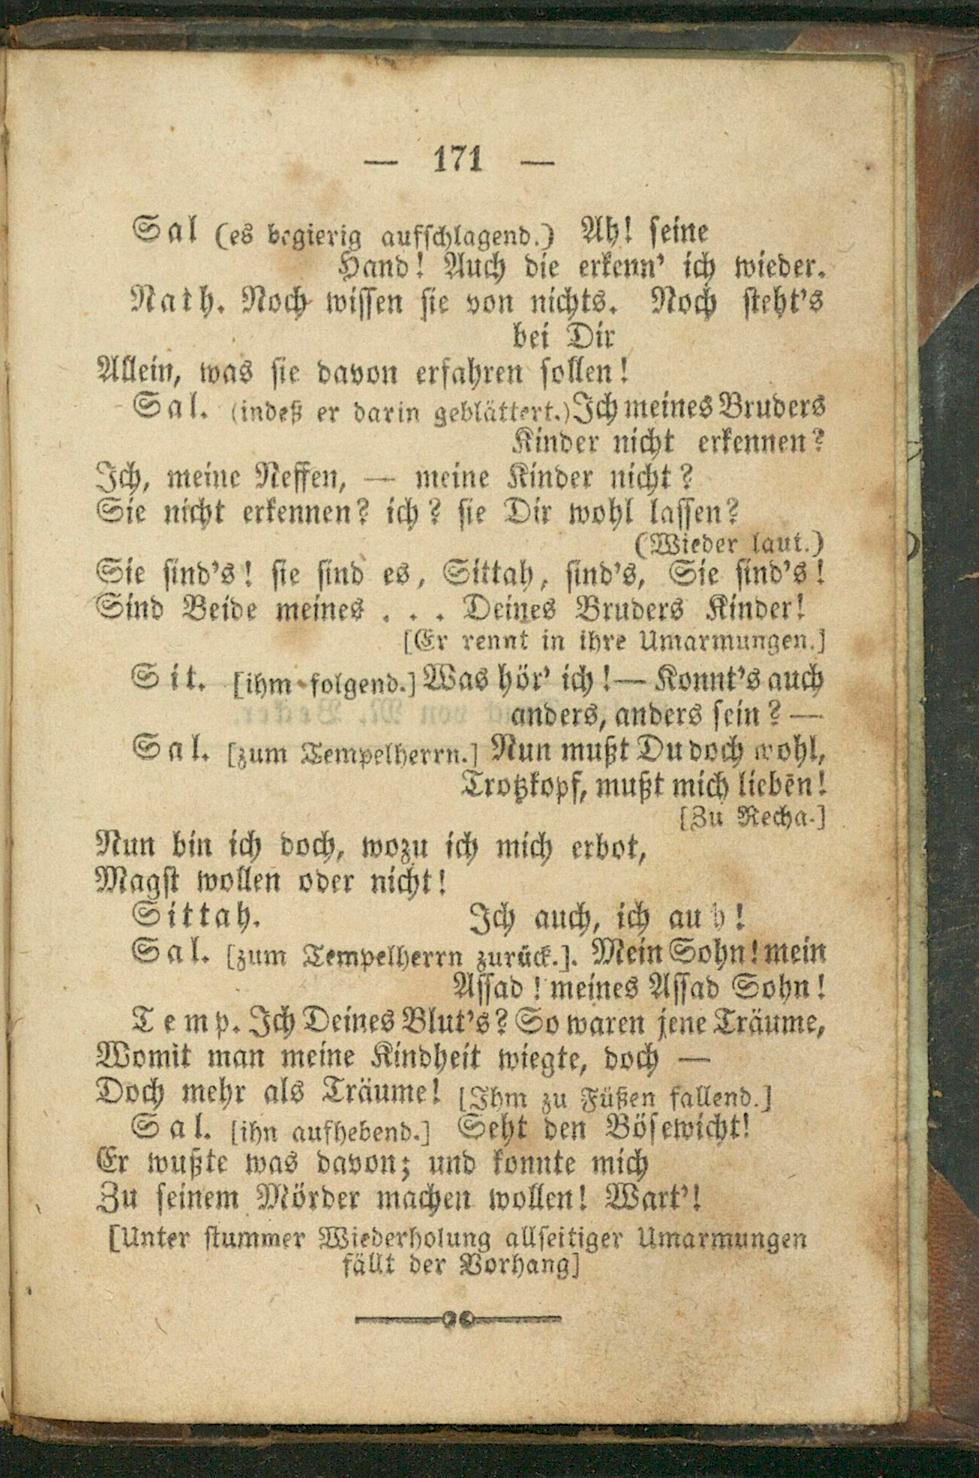 — 171 —
Sal (es begierig aufschlagend.) Ah! seine
Hand! Auch die erkenn' ich wieder.
Nath. Noch wissen sie von nichts. Noch steht's
bei Dir
Allein, was sie davon erfahren sollen!
Sal. (indeß er darin geblättert.) Ich meines Bruders
Kinder nicht erkennen?
Ich, meine Neffen, — meine Kinder nicht?
Sie nicht erkennen? ich? sie Dir wohl lassen?
(Wieder laut.)
Sie sind's! sie sind es, Sittah, sind's, Sie sind's!
Sind Beide meines . . . Deines Bruders Kinder!
[Er rennt in ihre Umarmungen.]
Sit. [ihm folgend.] Was hör' ich! — Konnt's auch
anders, anders sein? —
Sal. [zum Tempelherrn.] Nun mußt Du doch wohl,
Trotzkopf, mußt mich lieben!
[Zu Recha.]
Nun bin ich doch, wozu ich mich erbot,
Magst wollen oder nicht!
Sittah. Ich auch, ich auch!
Sal. [zum Tempelherrn zurück.]. Mein Sohn! mein
Assad! meines Assad Sohn!
Temp. Ich Deines Blut's? So waren jene Träume,
Womit man meine Kindheit wiegte, doch —
Doch mehr als Träume! [Ihm zu Füßen fallend.]
Sal. [ihn aufhebend.] Seht den Bösewicht!
Er wußte was davon; und konnte mich
Zu seinem Mörder machen wollen! Wart'!
[Unter stummer Wiederholung allseitiger Umarmungen
fällt der Vorhang]